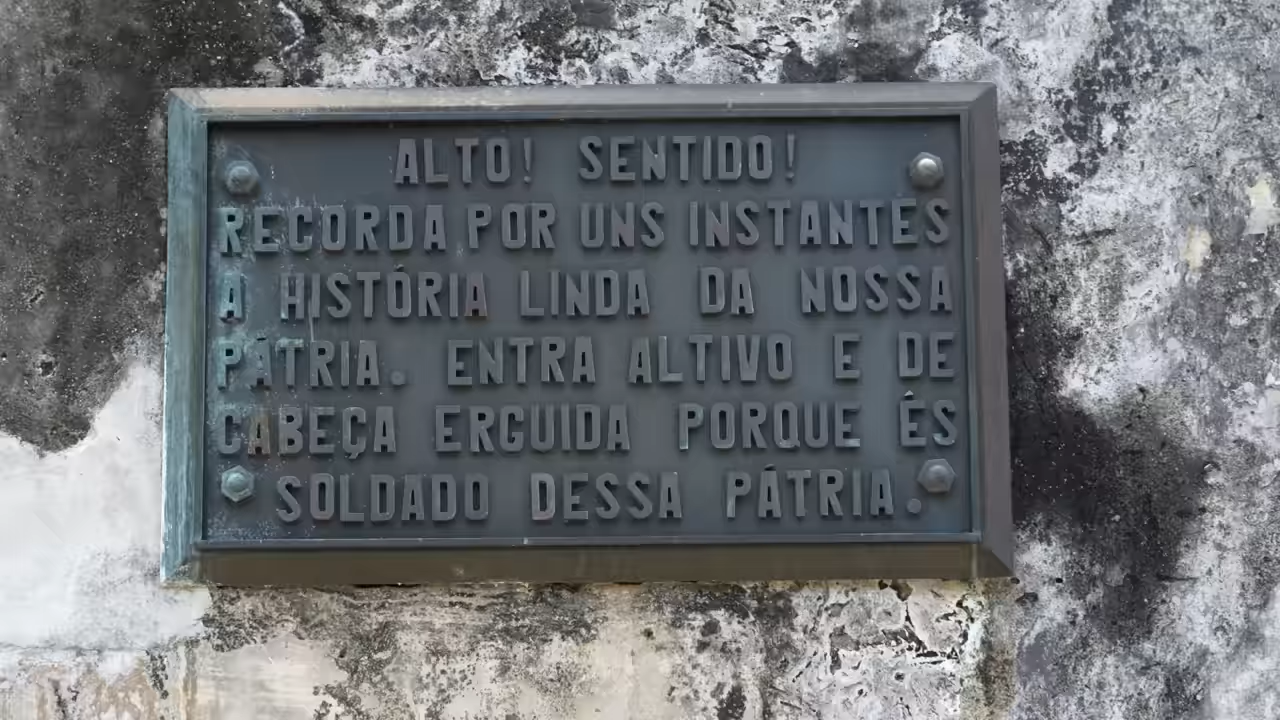 ALTO! SENTIDO!
RECORDA POR UNS INSTANTES
A HISTÓRIA LINDA DA NOSSA
PÁTRIA. ENTRA ALTIVO E DE
CABEÇA ERGUIDA PORQUE ÉS
SOLDADO DESSA PÁTRIA.